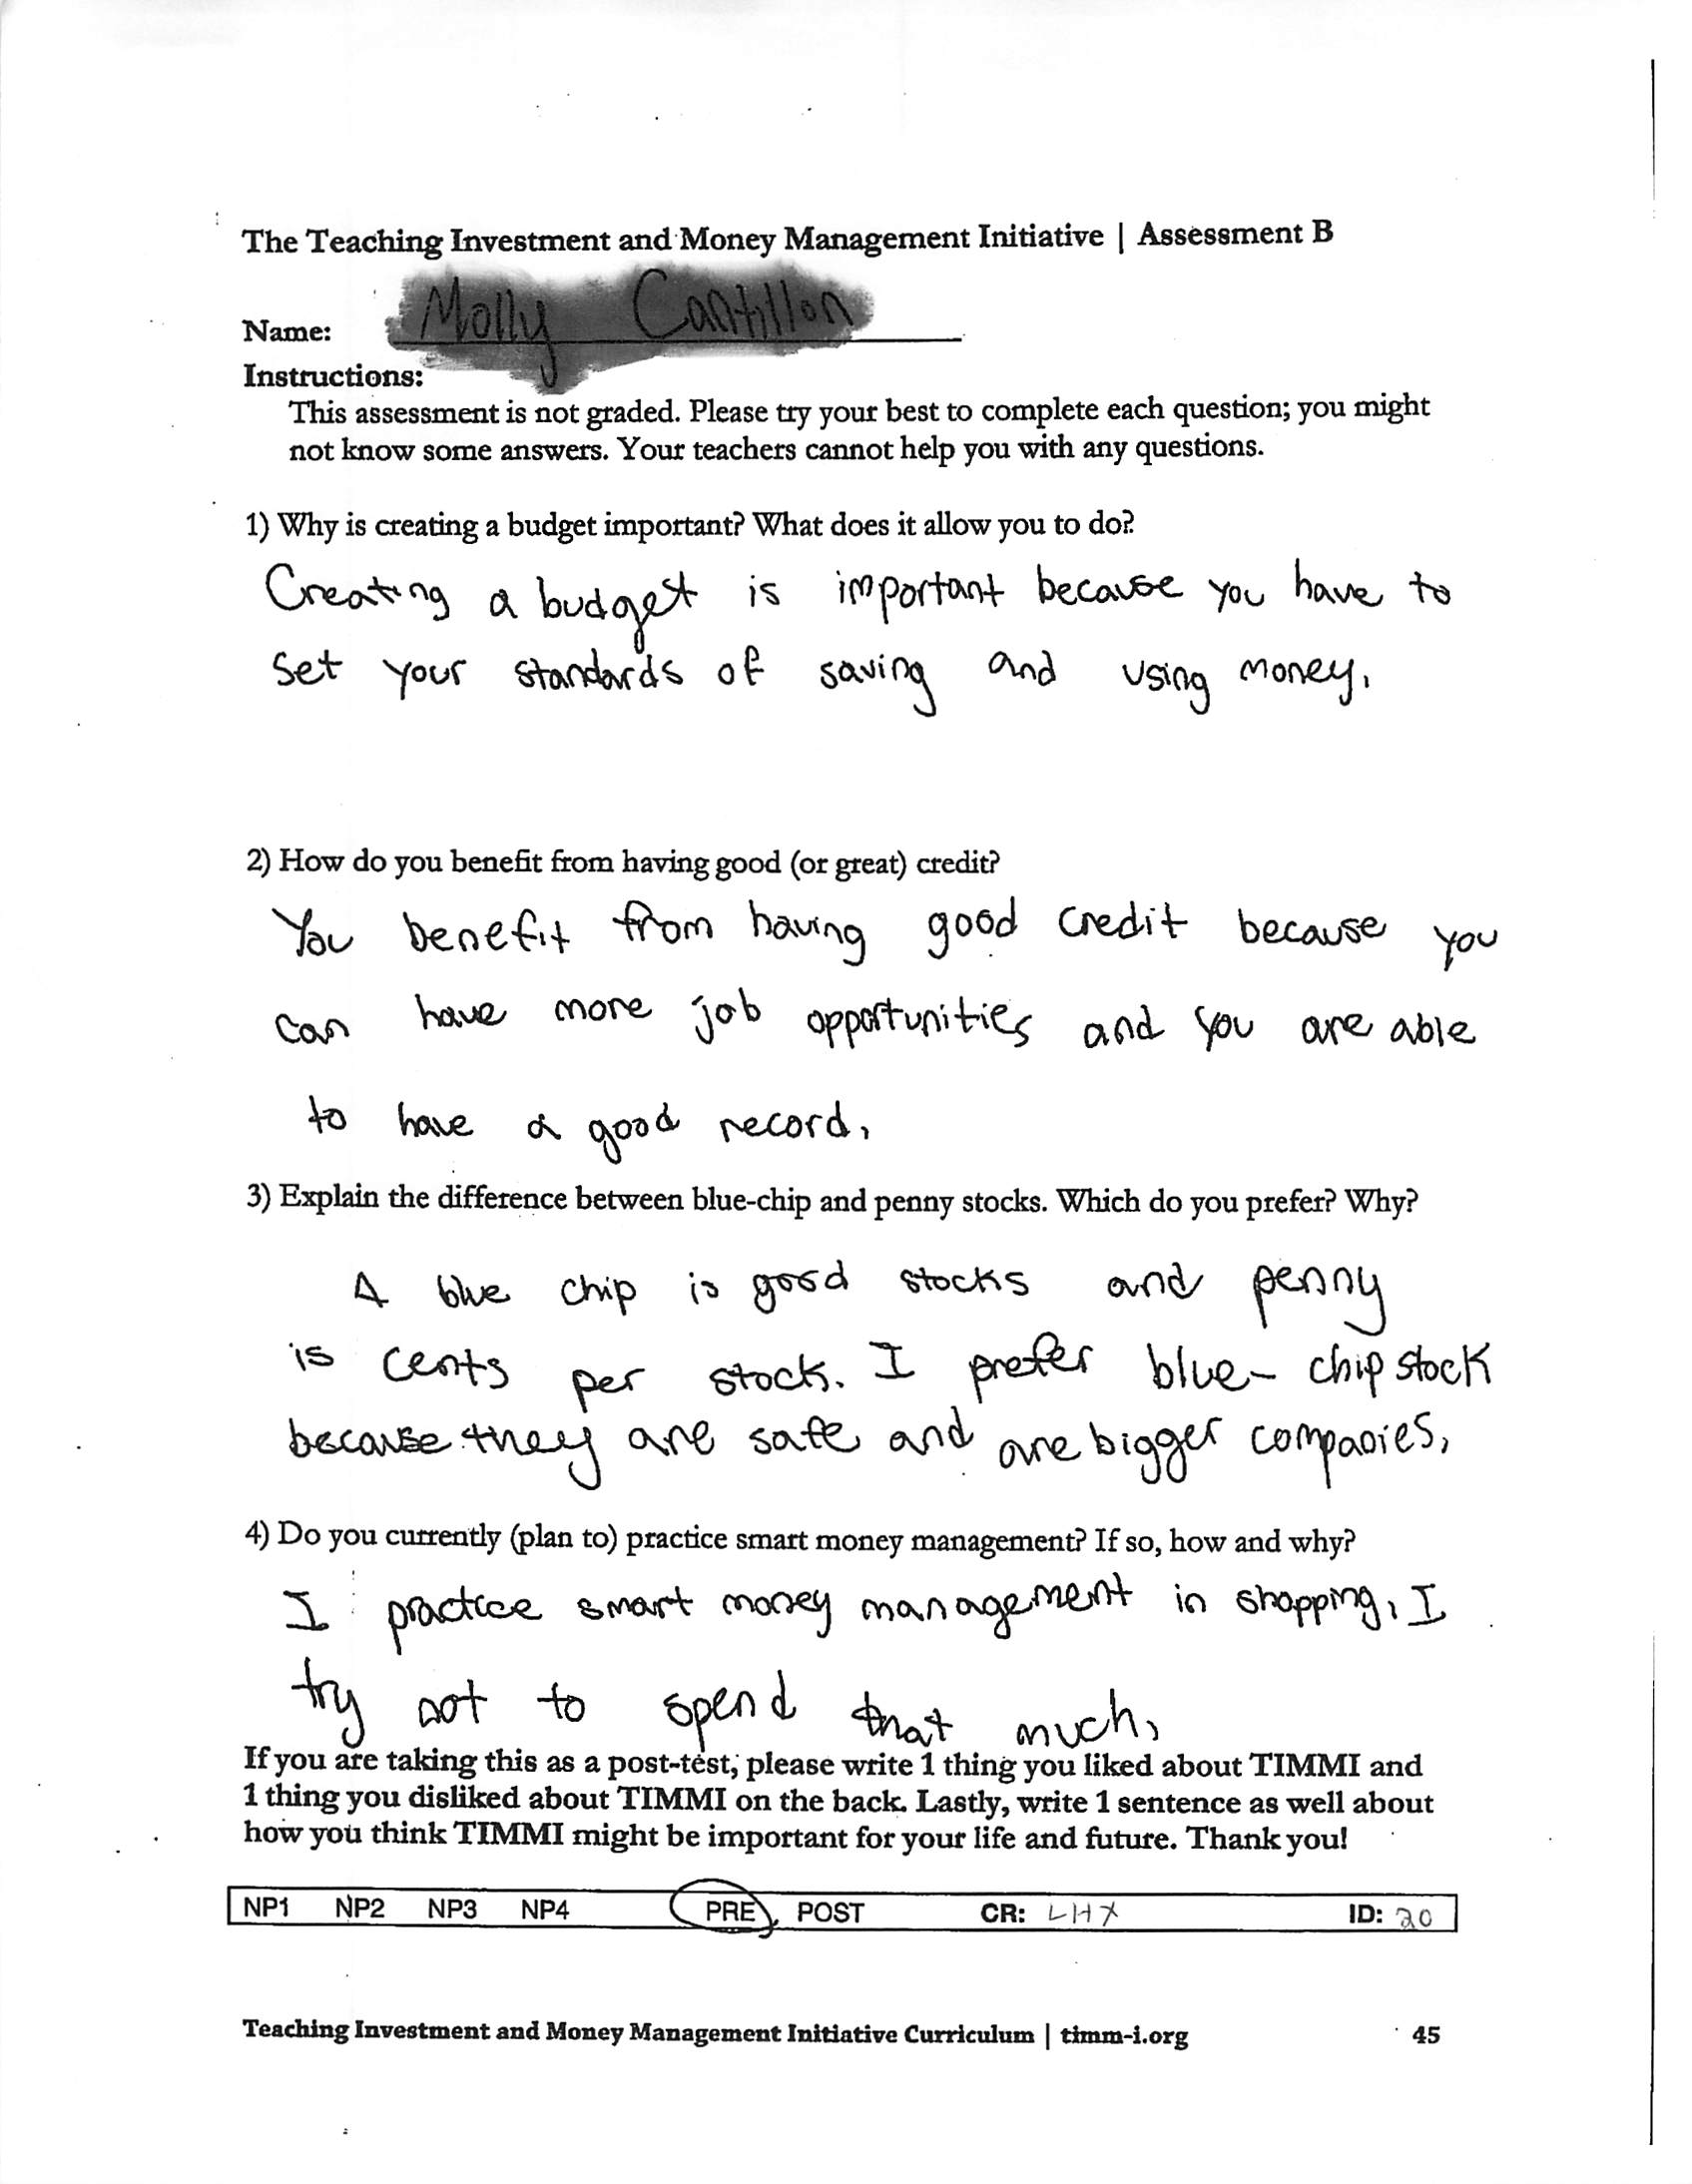 The Teaching Investment and Money Management Initiative | Assessment B
Name: Molly Cantillon
Instructions:
This assessment is not graded. Please try your best to complete each question; you might
not know some answers. Your teachers cannot help you with any questions.
1) Why is creating a budget important? What does it allow you to do?
Creating a budget is important because you have to
set your standards of saving and using money.
2) How do you benefit from having good (or great) credit?
You benefit from having good credit because you
can have more job opportunities and you are able
to have a good record.
3) Explain the difference between blue-chip and penny stocks. Which do you prefer? Why?
A blue chip is good stocks and penny
is cents per stock. I prefer blue-chip stock
because they are safe and are bigger companies.
4) Do you currently (plan to) practice smart money management? If so, how and why?
I practice smart money management in shopping. I
try not to spend that much.
If you are taking this as a post-test, please write 1 thing you liked about TIMMI and
1 thing you disliked about TIMMI on the back. Lastly, write 1 sentence as well about
how you think TIMMI might be important for your life and future. Thank you!
NP1 NP2 NP3 NP4 PRE POST CR: LHX ID: 20
Teaching Investment and Money Management Initiative Curriculum | timm-i.org 45